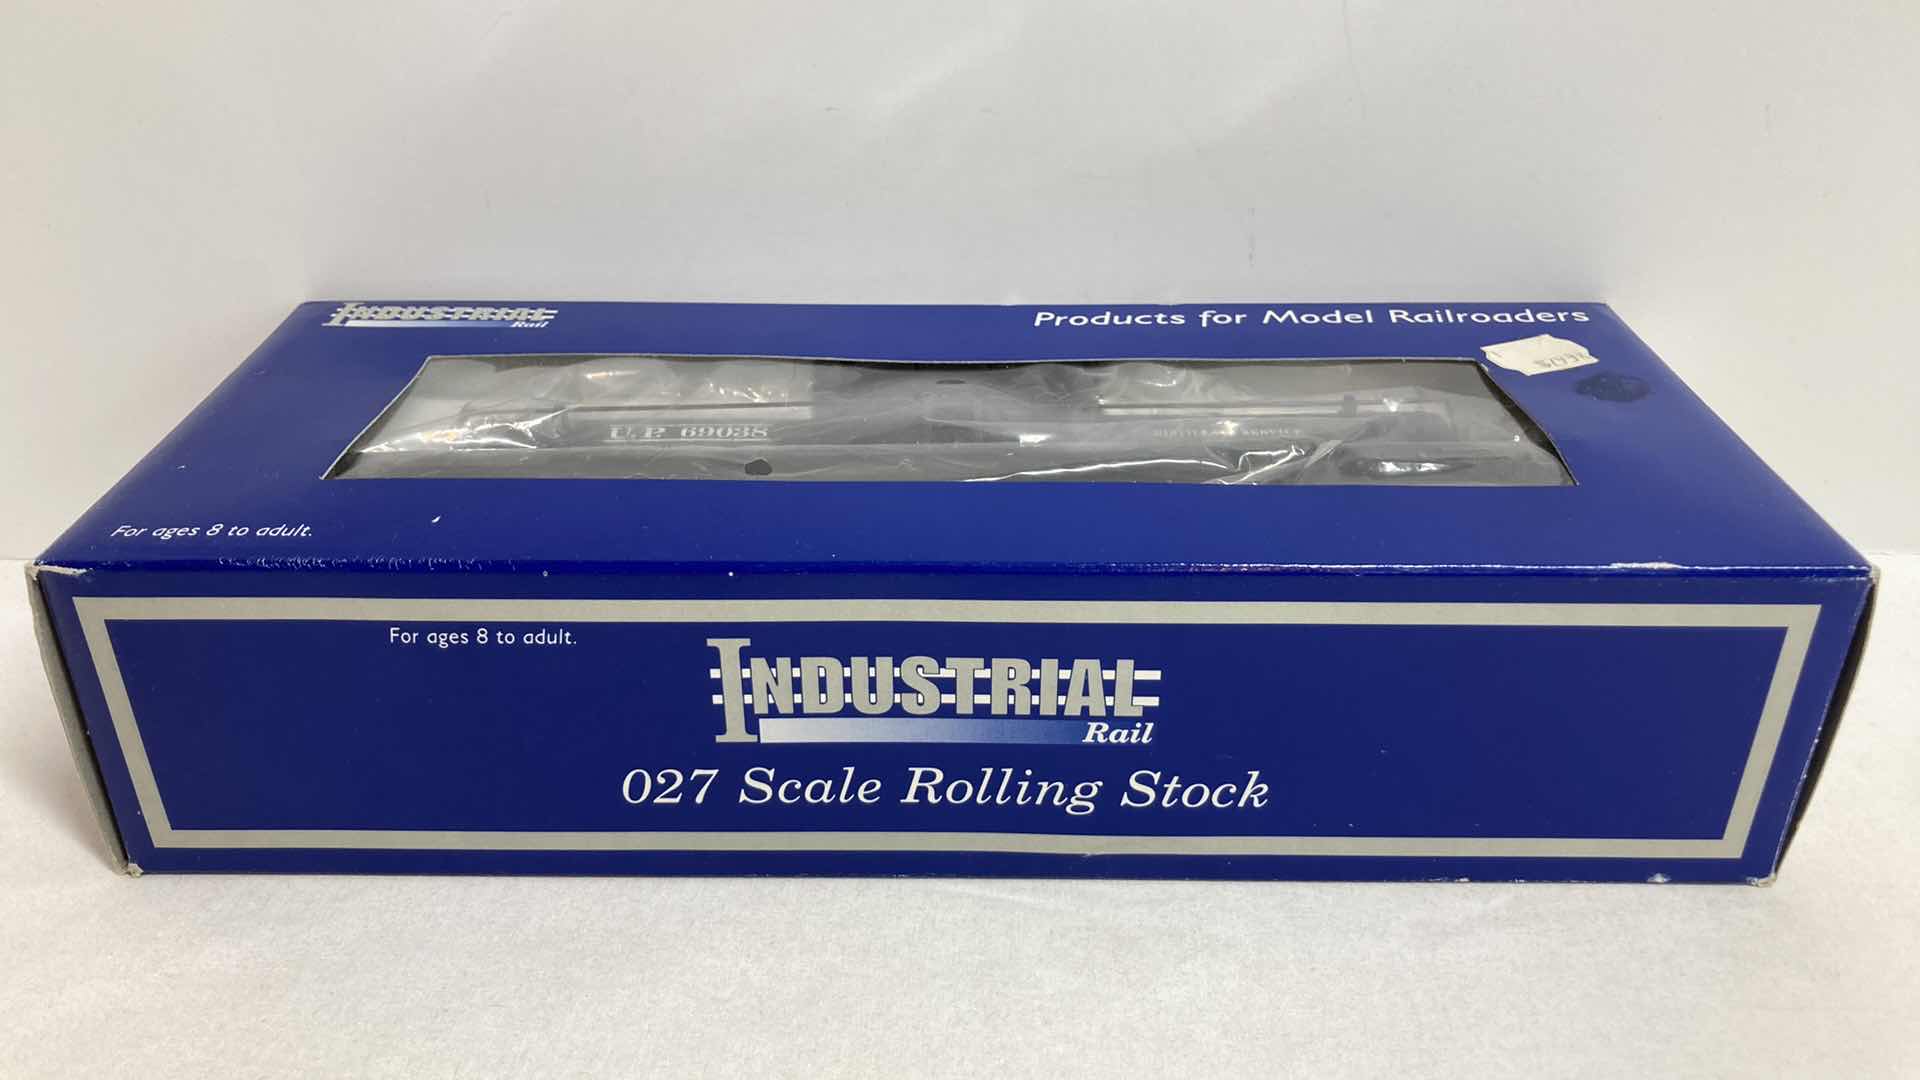 INDUSTRIAL
Rail
Products for Model Railroaders
U.P. 69038
For ages 8 to adult.
For ages 8 to adult.
INDUSTRIAL
Rail
027 Scale Rolling Stock